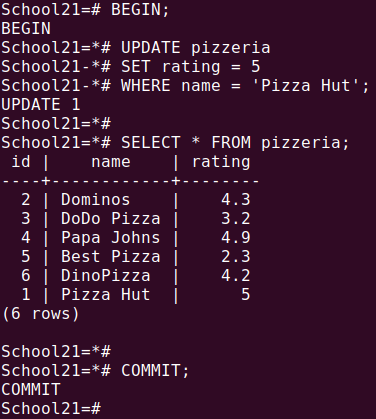 School21=# BEGIN;
BEGIN
School21=*# UPDATE pizzeria
School21-*# SET rating = 5
School21-*# WHERE name = 'Pizza Hut';
UPDATE 1
School21=*#
School21=*# SELECT * FROM pizzeria;
 id |    name    | rating
----+------------+--------
  2 | Dominos    |    4.3
  3 | DoDo Pizza |    3.2
  4 | Papa Johns |    4.9
  5 | Best Pizza |    2.3
  6 | DinoPizza  |    4.2
  1 | Pizza Hut  |      5
(6 rows)

School21=*#
School21=*# COMMIT;
COMMIT
School21=#